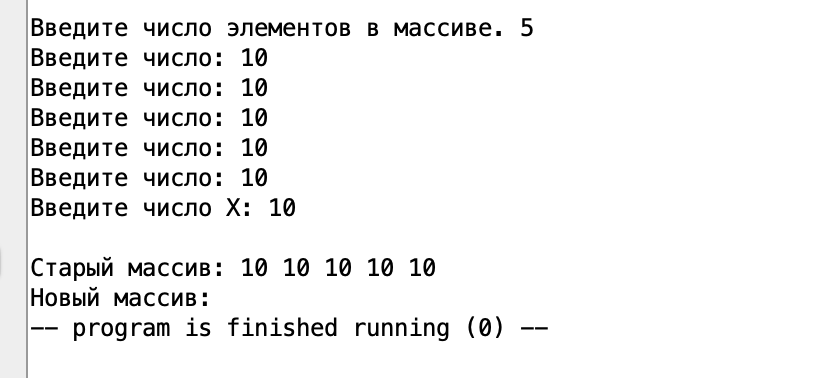 Введите число элементов в массиве. 5
Введите число: 10
Введите число: 10
Введите число: 10
Введите число: 10
Введите число: 10
Введите число X: 10
Старый массив: 10 10 10 10 10
Новый массив:
-- program is finished running (0) --